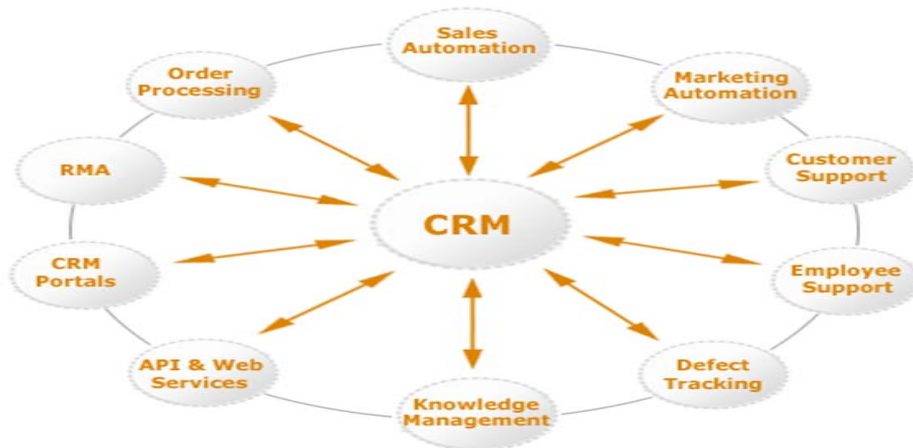 Sales
Automation
Marketing
Automation
Customer
Support
Employee
Support
Defect
Tracking
Knowledge
Management
API & Web
Services
CRM
Portals
RMA
Order
Processing
CRM